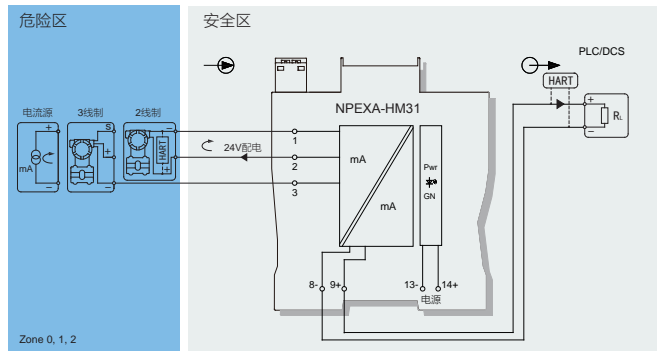 危险区
安全区
PLC/DCS
HART
NPEXA-HM31
电流源
3线制
2线制
+
S
−
+
RL
mA
+
HART
+
−
−
−
1
24V配电
2
3
mA
mA
Pwr
GN
8-
9+
13-
14+
电源
Zone 0, 1, 2